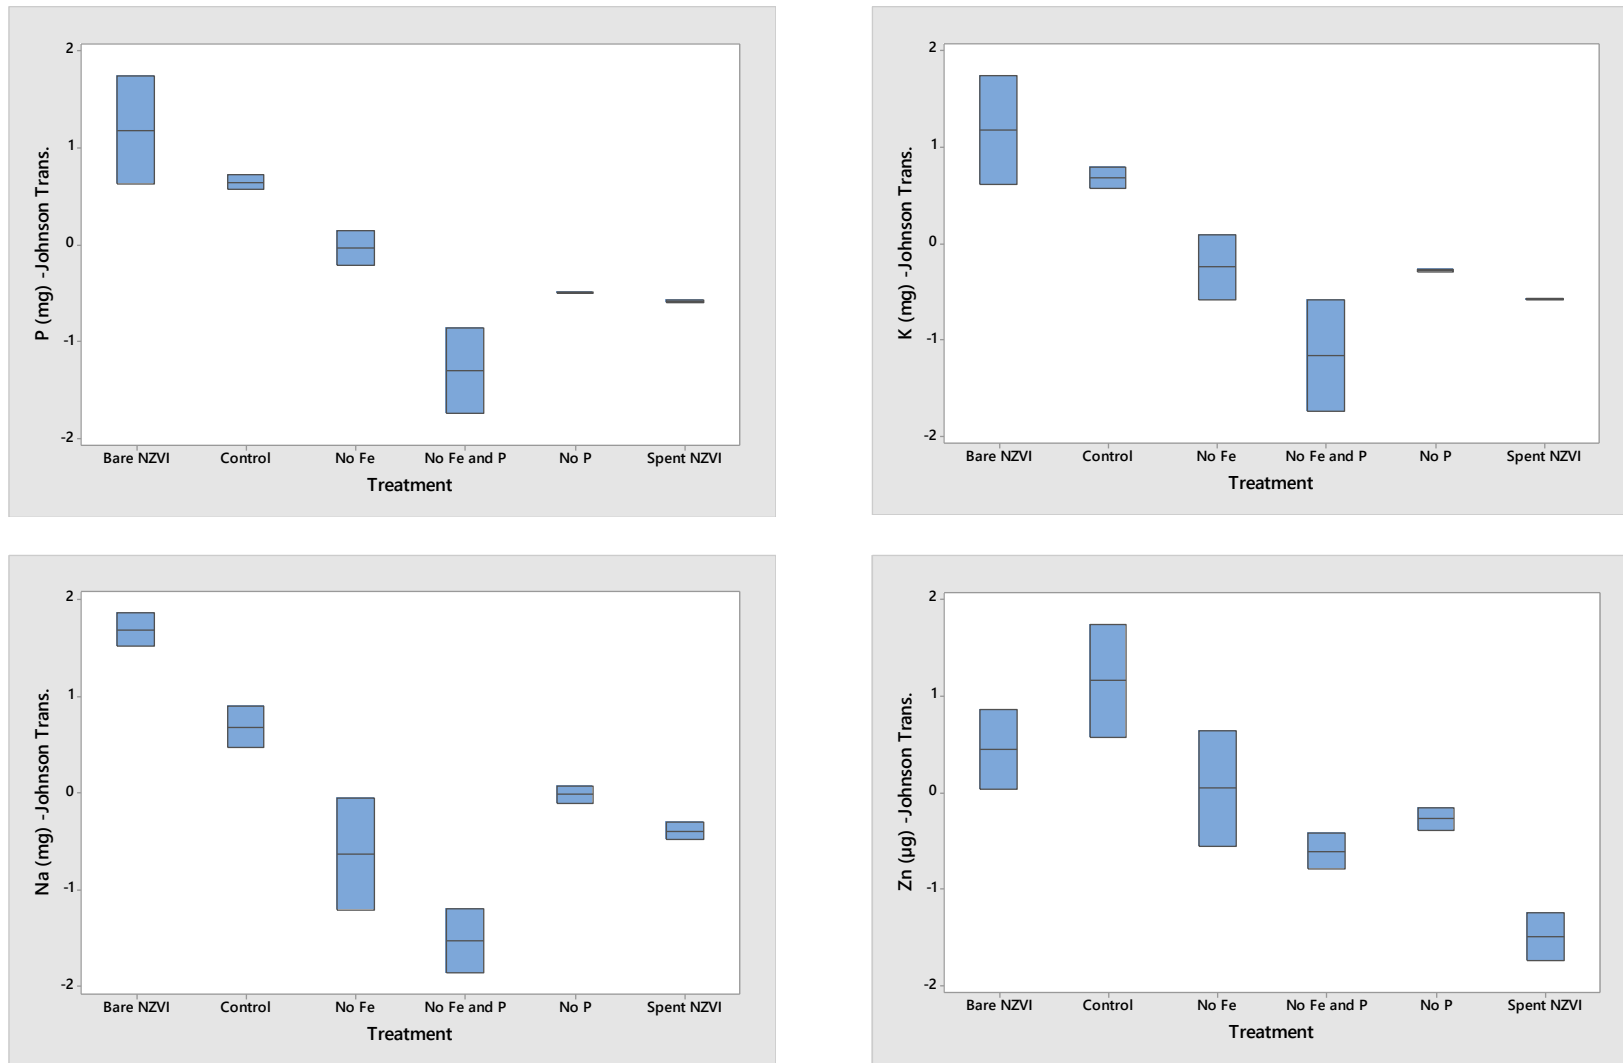 P (mg) -Johnson Trans.
2
1
0
-1
-2
Bare NZVI Control No Fe No Fe and P No P Spent NZVI
Treatment
K (mg) -Johnson Trans.
2
1
0
-1
-2
Bare NZVI Control No Fe No Fe and P No P Spent NZVI
Treatment
Na (mg) -Johnson Trans.
2
1
0
-1
-2
Bare NZVI Control No Fe No Fe and P No P Spent NZVI
Treatment
Zn (µg) -Johnson Trans.
2
1
0
-1
-2
Bare NZVI Control No Fe No Fe and P No P Spent NZVI
Treatment